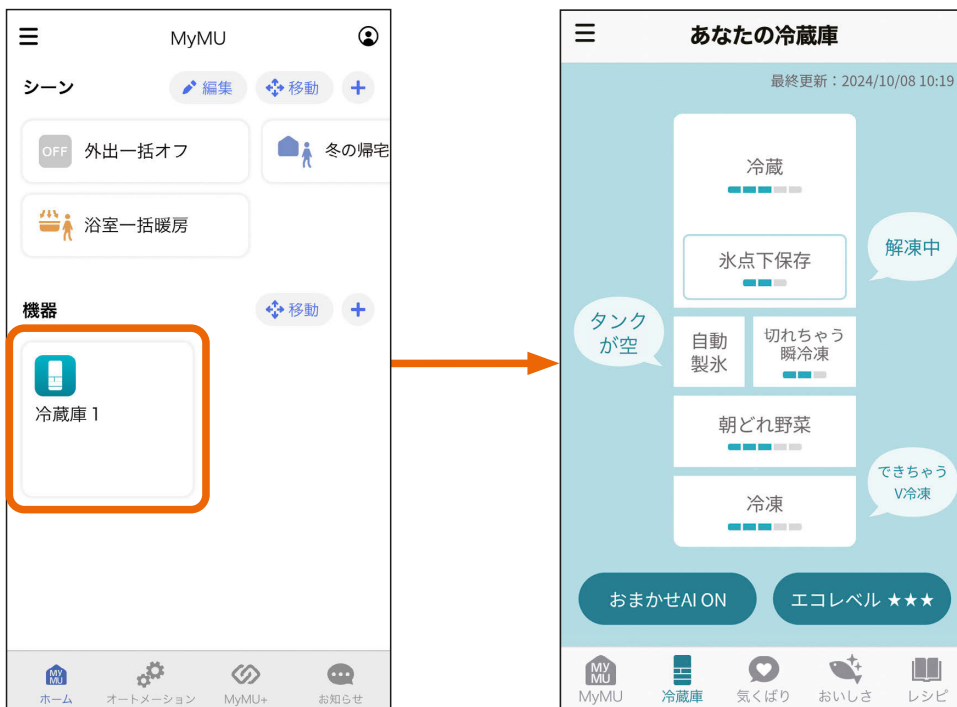 MyMU
シーン
編集
移動
OFF
外出一括オフ
冬の帰宅
浴室一括暖房
機器
移動
冷蔵庫1
MY
MU
ホーム
オートメーション
MyMU+
お知らせ
あなたの冷蔵庫
最終更新：2024/10/08 10:19
冷蔵
氷点下保存
解凍中
タンク
が空
自動
製氷
切れちゃう
瞬冷凍
朝どれ野菜
できちゃう
V冷凍
冷凍
おまかせAI ON
エコレベル ★★★
MY
MU
MyMU
冷蔵庫
気くばり
おいしさ
レシピ